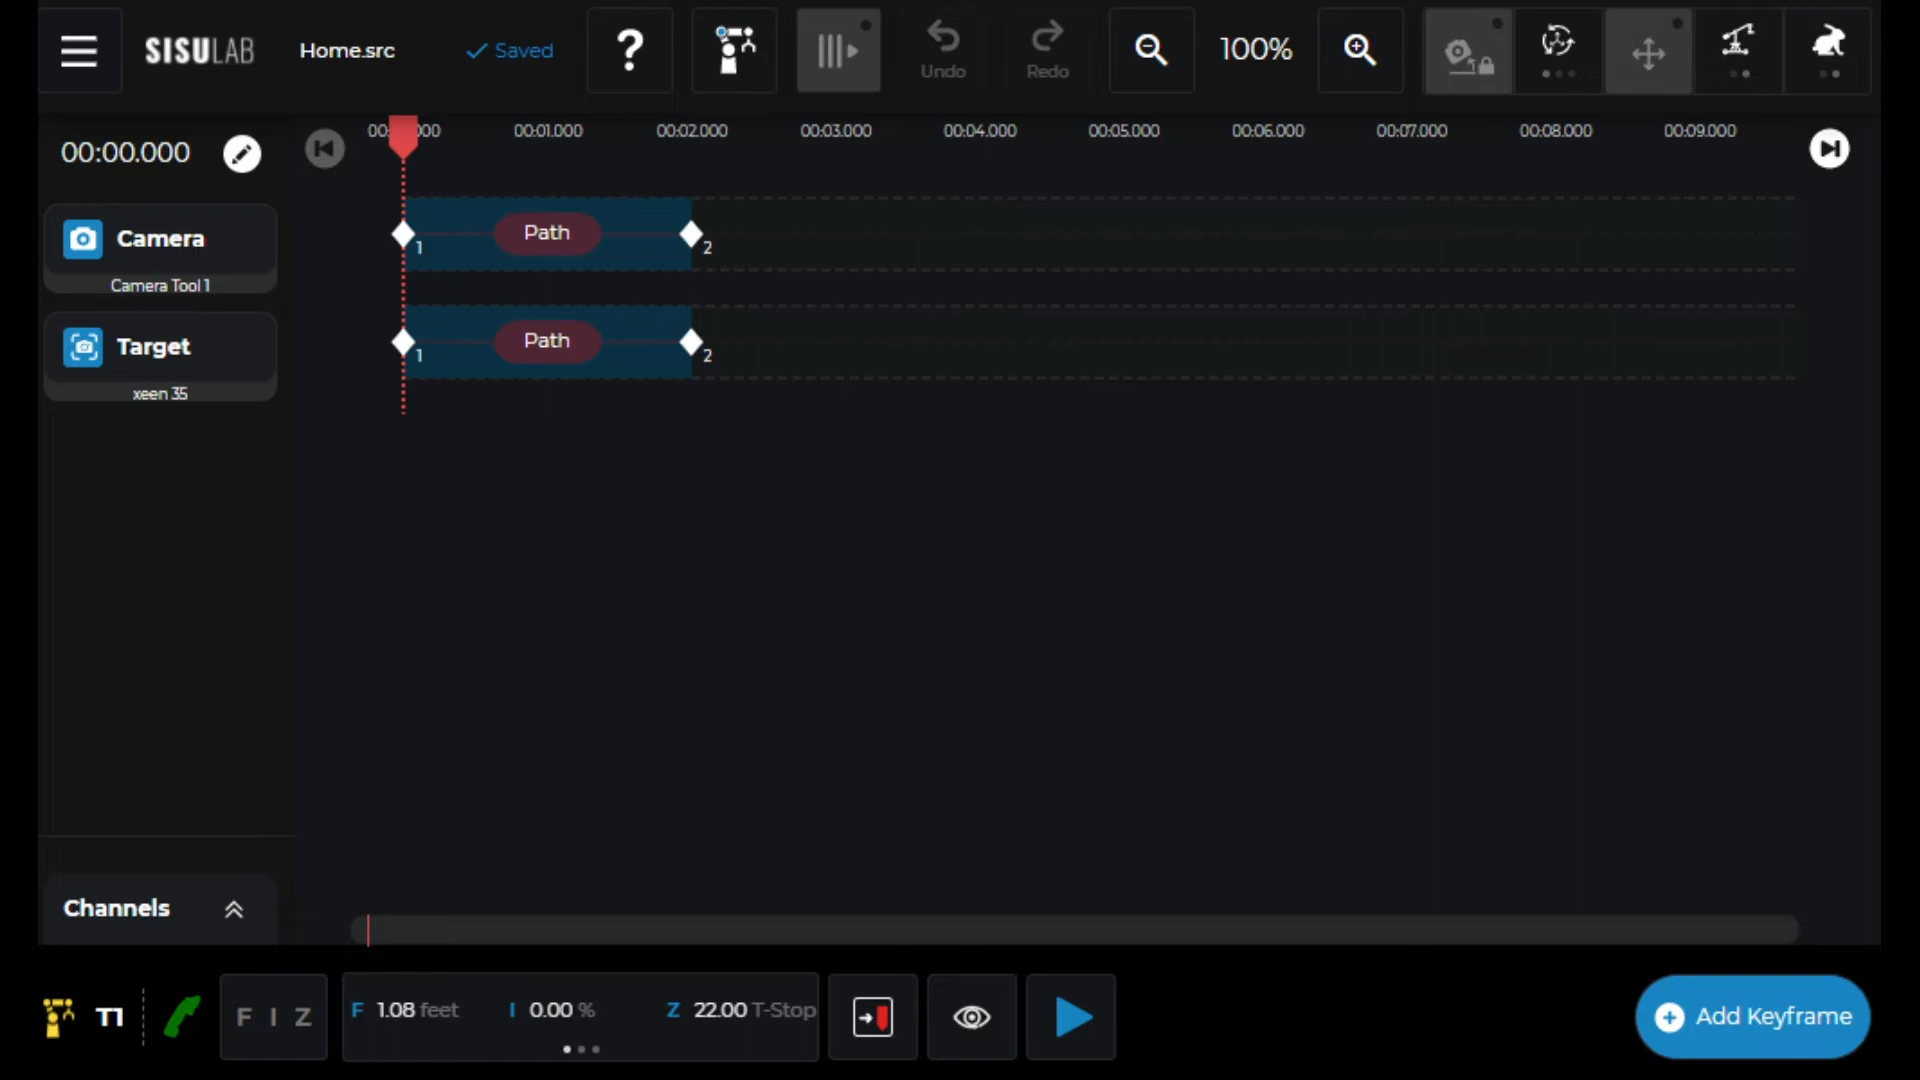 SISULAB
Home.src
Saved
?
Undo
Redo
100%
00:00.000
00:01.000
00:02.000
00:03.000
00:04.000
00:05.000
00:06.000
00:07.000
00:08.000
00:09.000
Camera
Camera Tool 1
1
Path
2
Target
xeen 35
1
Path
2
Channels
T1
F I Z
F 1.08 feet
I 0.00 %
Z 22.00 T-Stop
Add Keyframe